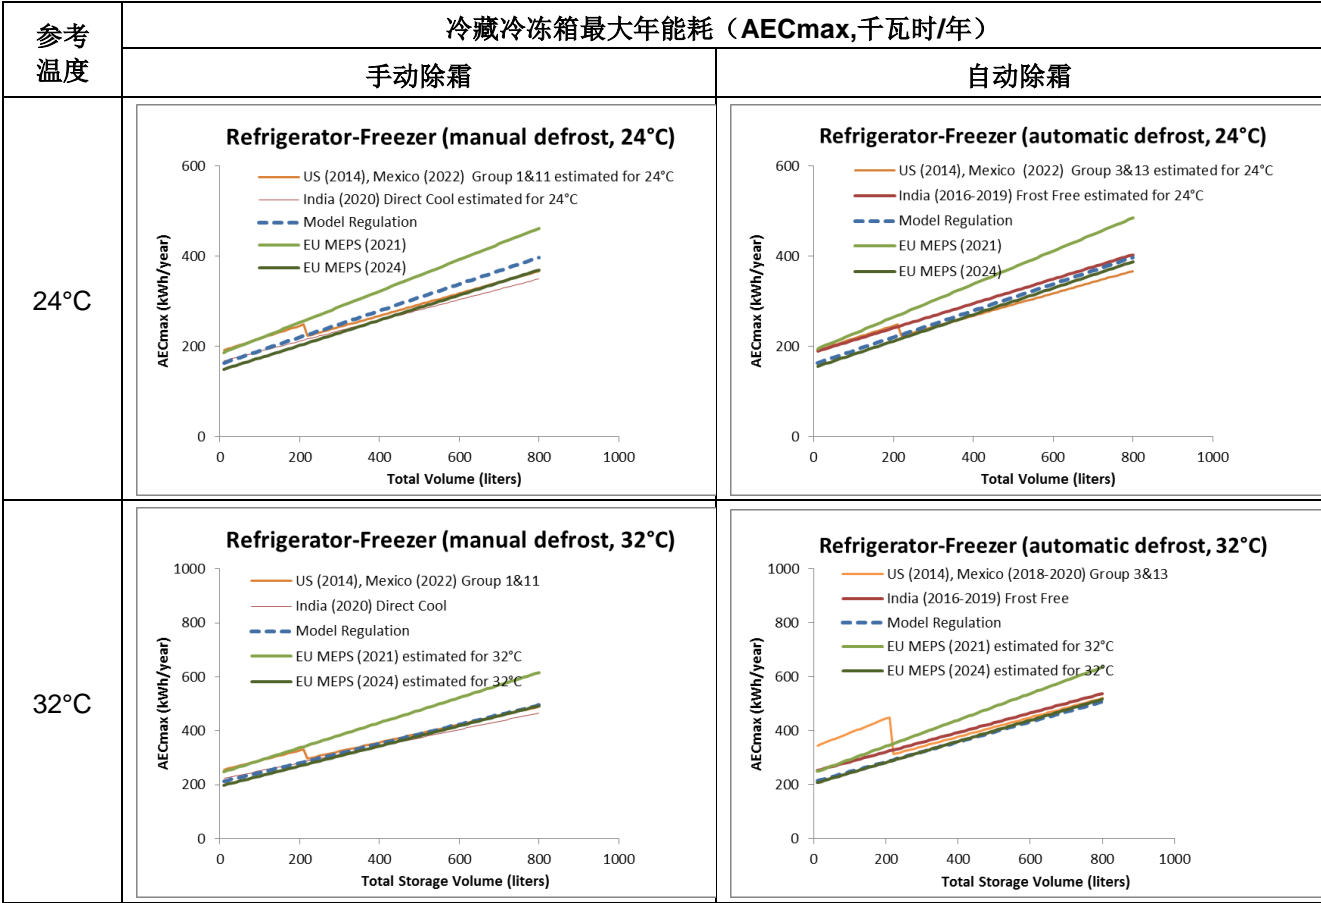 参考
温度
冷藏冷冻箱最大年能耗（AECmax,千瓦时/年）
手动除霜
自动除霜
24°C
Refrigerator-Freezer (manual defrost, 24°C)
600
400
200
0
AECmax (kWh/year)
US (2014), Mexico (2022) Group 1&11 estimated for 24°C
India (2020) Direct Cool estimated for 24°C
Model Regulation
EU MEPS (2021)
EU MEPS (2024)
0 200 400 600 800 1000
Total Volume (liters)
Refrigerator-Freezer (automatic defrost, 24°C)
600
400
200
0
AECmax (kWh/year)
US (2014), Mexico (2022) Group 3&13 estimated for 24°C
India (2016-2019) Frost Free estimated for 24°C
Model Regulation
EU MEPS (2021)
EU MEPS (2024)
0 200 400 600 800 1000
Total Volume (liters)
32°C
Refrigerator-Freezer (manual defrost, 32°C)
1000
800
600
400
200
0
AECmax (kWh/year)
US (2014), Mexico (2022) Group 1&11
India (2020) Direct Cool
Model Regulation
EU MEPS (2021) estimated for 32°C
EU MEPS (2024) estimated for 32°C
0 200 400 600 800 1000
Total Storage Volume (liters)
Refrigerator-Freezer (automatic defrost, 32°C)
1000
800
600
400
200
0
AECmax (kWh/year)
US (2014), Mexico (2018-2020) Group 3&13
India (2016-2019) Frost Free
Model Regulation
EU MEPS (2021) estimated for 32°C
EU MEPS (2024) estimated for 32°C
0 200 400 600 800 1000
Total Storage Volume (liters)